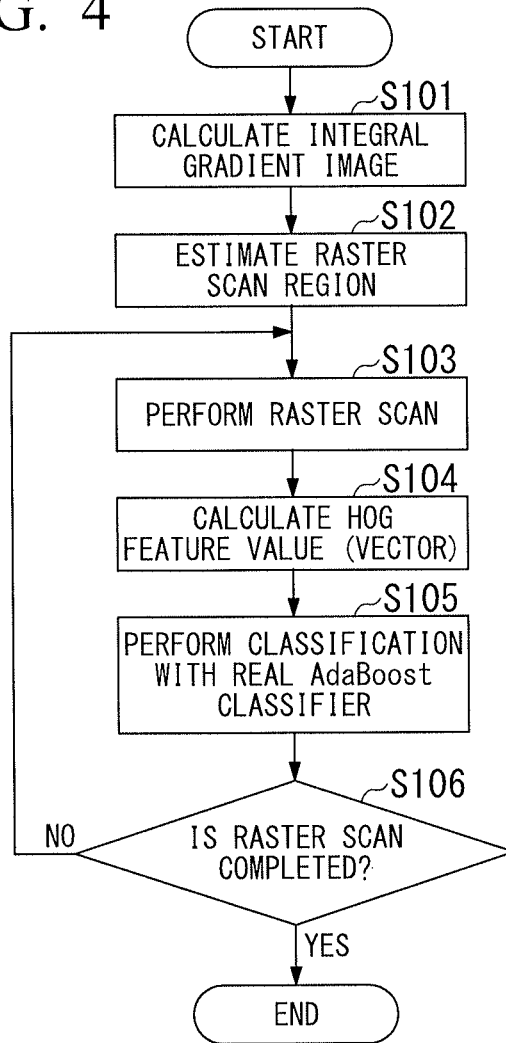 G. 4
START
S101
CALCULATE INTEGRAL
GRADIENT IMAGE
S102
ESTIMATE RASTER
SCAN REGION
S103
PERFORM RASTER SCAN
S104
CALCULATE HOG
FEATURE VALUE (VECTOR)
S105
PERFORM CLASSIFICATION
WITH REAL AdaBoost
CLASSIFIER
S106
NO
IS RASTER SCAN
COMPLETED?
YES
END